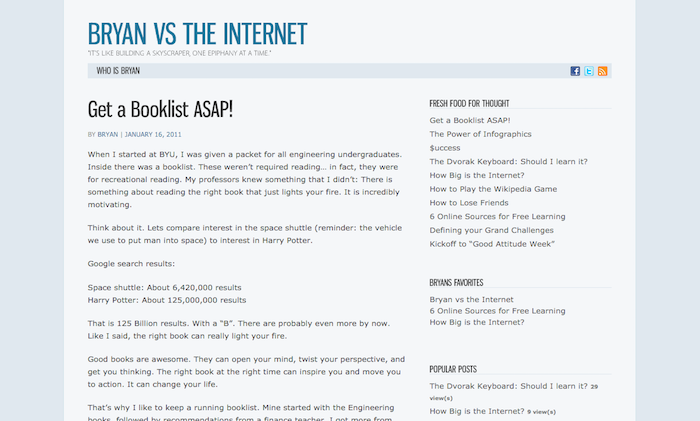 BRYAN VS THE INTERNET
"IT'S LIKE BUILDING A SKYSCRAPER, ONE EPIPHANY AT A TIME."
WHO IS BRYAN
Get a Booklist ASAP!
BY BRYAN | JANUARY 16, 2011
When I started at BYU, I was given a packet for all engineering undergraduates.
Inside there was a booklist. These weren't required reading… in fact, they were
for recreational reading. My professors knew something that I didn't: There is
something about reading the right book that just lights your fire. It is incredibly
motivating.
Think about it. Lets compare interest in the space shuttle (reminder: the vehicle
we use to put man into space) to interest in Harry Potter.
Google search results:
Space shuttle: About 6,420,000 results
Harry Potter: About 125,000,000 results
That is 125 Billion results. With a "B". There are probably even more by now.
Like I said, the right book can really light your fire.
Good books are awesome. They can open your mind, twist your perspective, and
get you thinking. The right book at the right time can inspire you and move you
to action. It can change your life.
That's why I like to keep a running booklist. Mine started with the Engineering
books, followed by recommendations from a finance teacher. I got more from
FRESH FOOD FOR THOUGHT
Get a Booklist ASAP!
The Power of Infographics
$uccess
The Dvorak Keyboard: Should I learn it?
How Big is the Internet?
How to Play the Wikipedia Game
How to Lose Friends
6 Online Sources for Free Learning
Defining your Grand Challenges
Kickoff to "Good Attitude Week"
BRYANS FAVORITES
Bryan vs the Internet
6 Online Sources for Free Learning
How Big is the Internet?
POPULAR POSTS
The Dvorak Keyboard: Should I learn it? 29
view(s)
How Big is the Internet? 9 view(s)